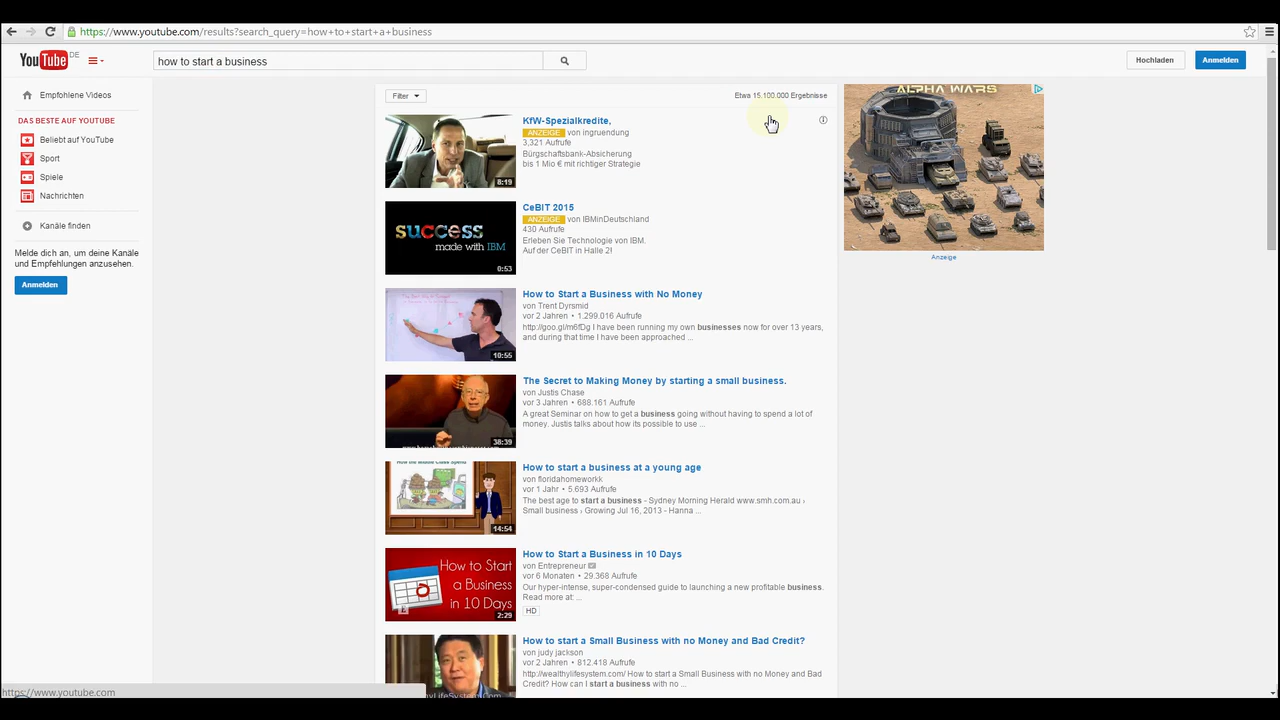 https://www.youtube.com/results?search_query=how+to+start+a+business
YouTube DE
how to start a business
Hochladen
Anmelden
Empfohlene Videos
DAS BESTE AUF YOUTUBE
Beliebt auf YouTube
Sport
Spiele
Nachrichten
Kanäle finden
Melde dich an, um deine Kanäle
und Empfehlungen anzusehen.
Anmelden
Filter
Etwa 15.100.000 Ergebnisse
KfW-Spezialkredite,
ANZEIGE von ingruendung
3,321 Aufrufe
Bürgschaftsbank-Absicherung
bis 1 Mio € mit richtiger Strategie
8:19
CeBIT 2015
ANZEIGE von IBMinDeutschland
430 Aufrufe
Erleben Sie Technologie von IBM.
Auf der CeBIT in Halle 2!
success
made with IBM
0:53
How to Start a Business with No Money
von Trent Dyrsmid
vor 2 Jahren • 1.299.016 Aufrufe
http://goo.gl/m6fDg I have been running my own businesses now for over 13 years,
and during that time I have been approached ...
10:55
The Secret to Making Money by starting a small business.
von Justis Chase
vor 3 Jahren • 688.161 Aufrufe
A great Seminar on how to get a business going without having to spend a lot of
money. Justis talks about how its possible to use ...
38:39
How to start a business at a young age
von floridahomeworkk
vor 1 Jahr • 5.693 Aufrufe
The best age to start a business - Sydney Morning Herald www.smh.com.au ›
Small business › Growing Jul 16, 2013 - Hanna ...
14:54
How to Start a Business in 10 Days
von Entrepreneur
vor 6 Monaten • 29.368 Aufrufe
Our hyper-intense, super-condensed guide to launching a new profitable business.
Read more at: ...
HD
How to Start
a Business
in 10 Days
2:29
How to start a Small Business with no Money and Bad Credit?
von judy jackson
vor 2 Jahren • 812.418 Aufrufe
http://wealthylifesystem.com/ How to start a Small Business with no Money and Bad
Credit? How can I start a business with no ...
ALPHA WARS
Anzeige
https://www.youtube.com